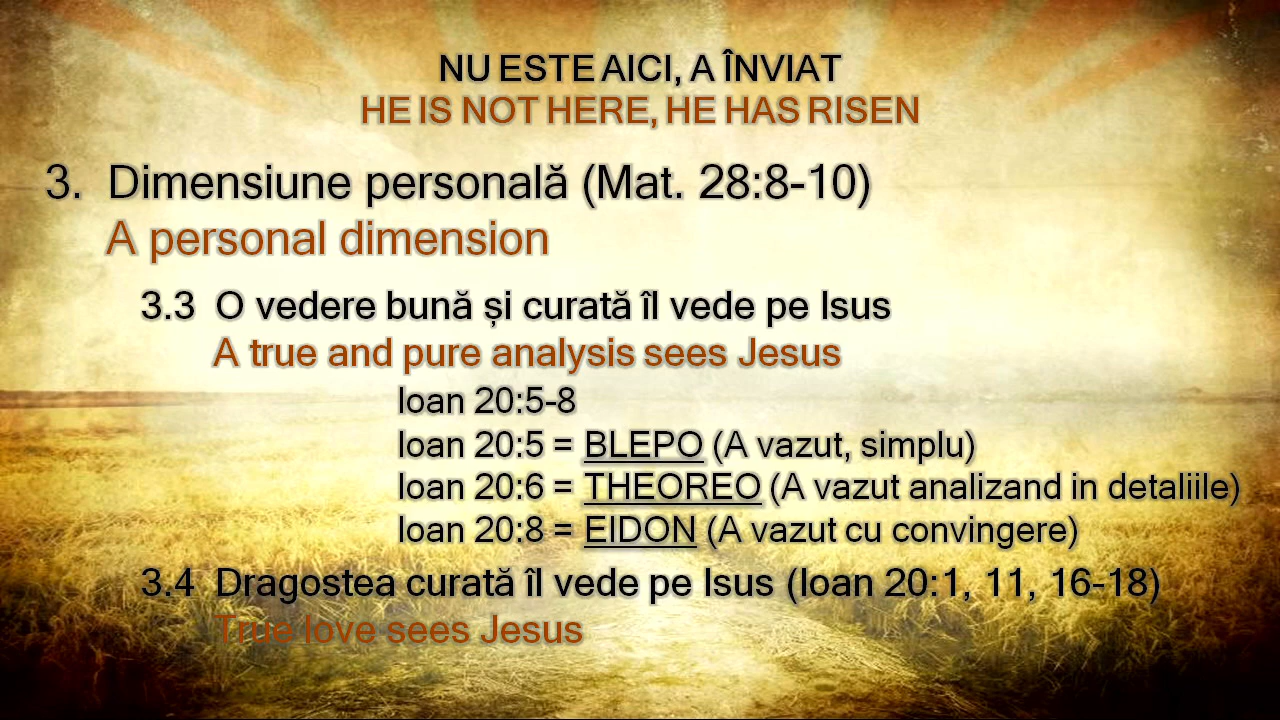 NU ESTE AICI, A ÎNVIAT
HE IS NOT HERE, HE HAS RISEN
3. Dimensiune personală (Mat. 28:8-10)
A personal dimension
3.3 O vedere bună și curată îl vede pe Isus
A true and pure analysis sees Jesus
Ioan 20:5-8
Ioan 20:5 = BLEPO (A vazut, simplu)
Ioan 20:6 = THEOREO (A vazut analizand in detaliile)
Ioan 20:8 = EIDON (A vazut cu convingere)
3.4 Dragostea curată îl vede pe Isus (Ioan 20:1, 11, 16-18)
True love sees Jesus